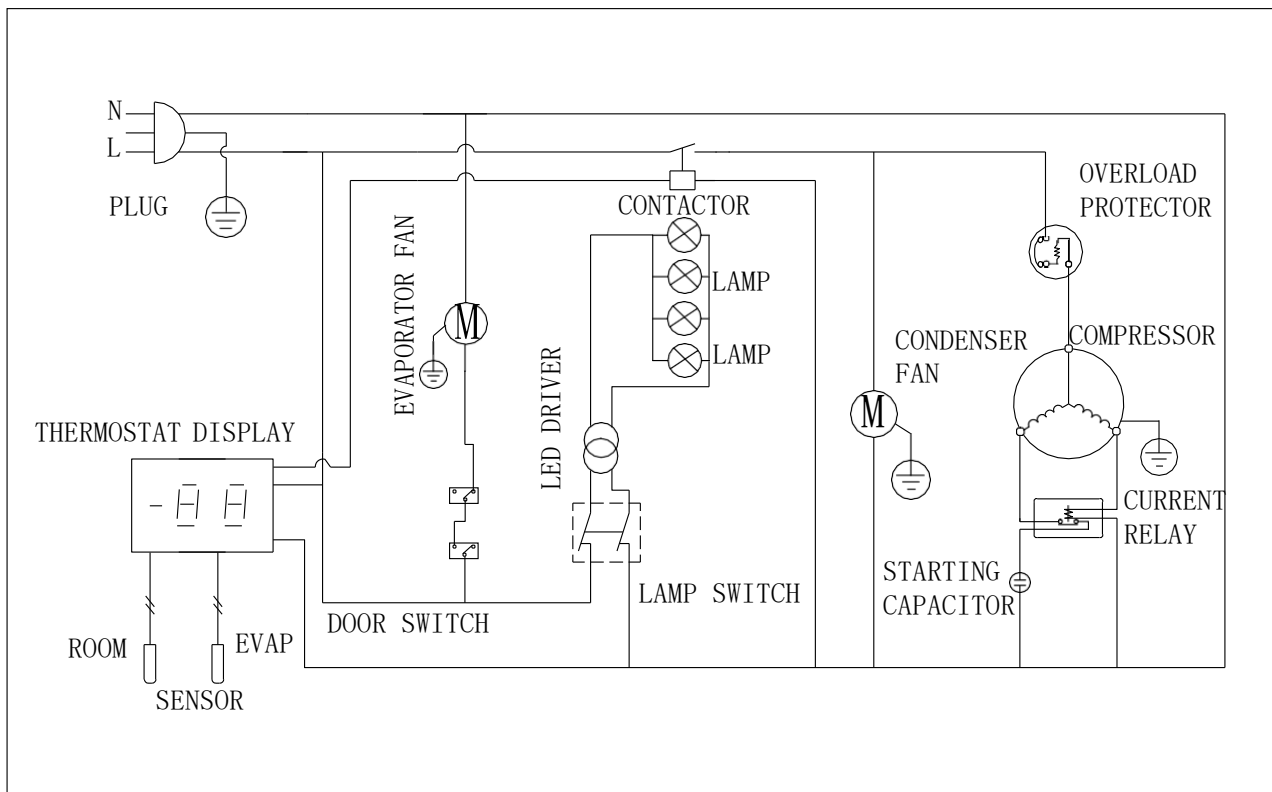 N
L
PLUG
CONTACTOR
OVERLOAD
PROTECTOR
EVAPORATOR FAN
M
LAMP
LAMP
LED DRIVER
CONDENSER
FAN
M
COMPRESSOR
THERMOSTAT DISPLAY
-88
CURRENT
RELAY
STARTING
CAPACITOR
LAMP SWITCH
DOOR SWITCH
ROOM
EVAP
SENSOR